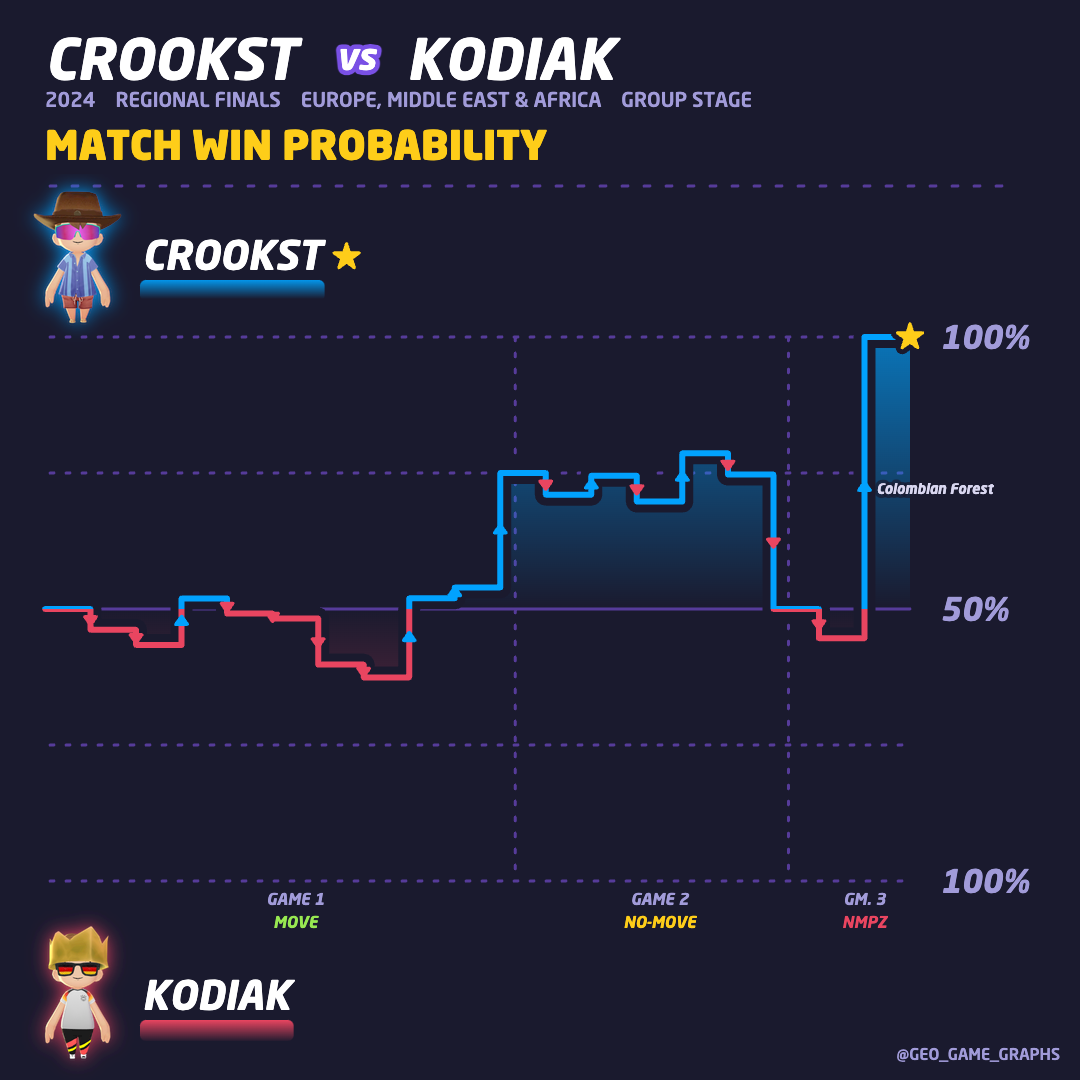 CROOKST VS KODIAK
2024 REGIONAL FINALS EUROPE, MIDDLE EAST & AFRICA GROUP STAGE
MATCH WIN PROBABILITY
CROOKST
100%
Colombian Forest
50%
100%
GAME 1 GAME 2 GM. 3
MOVE NO-MOVE NMPZ
KODIAK
@GEO_GAME_GRAPHS